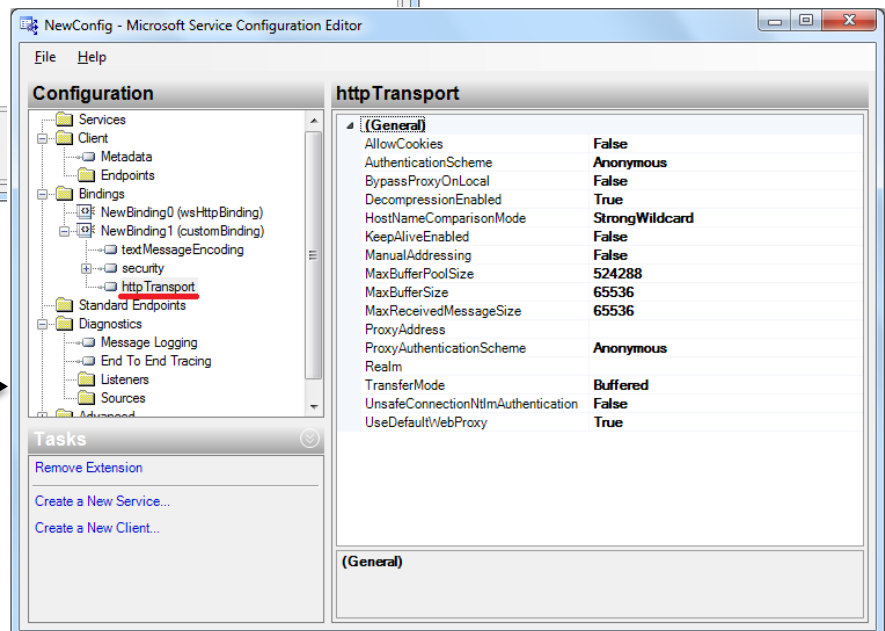 NewConfig - Microsoft Service Configuration Editor
File Help
Configuration
Services
Client
Metadata
Endpoints
Bindings
NewBinding0 (wsHttpBinding)
NewBinding1 (customBinding)
textMessageEncoding
security
httpTransport
Standard Endpoints
Diagnostics
Message Logging
End To End Tracing
Listeners
Sources
Advanced
Tasks
Remove Extension
Create a New Service...
Create a New Client...
httpTransport
(General)
AllowCookies False
AuthenticationScheme Anonymous
BypassProxyOnLocal False
DecompressionEnabled True
HostNameComparisonMode StrongWildcard
KeepAliveEnabled False
ManualAddressing False
MaxBufferPoolSize 524288
MaxBufferSize 65536
MaxReceivedMessageSize 65536
ProxyAddress
ProxyAuthenticationScheme Anonymous
Realm
TransferMode Buffered
UnsafeConnectionNtlmAuthentication False
UseDefaultWebProxy True
(General)